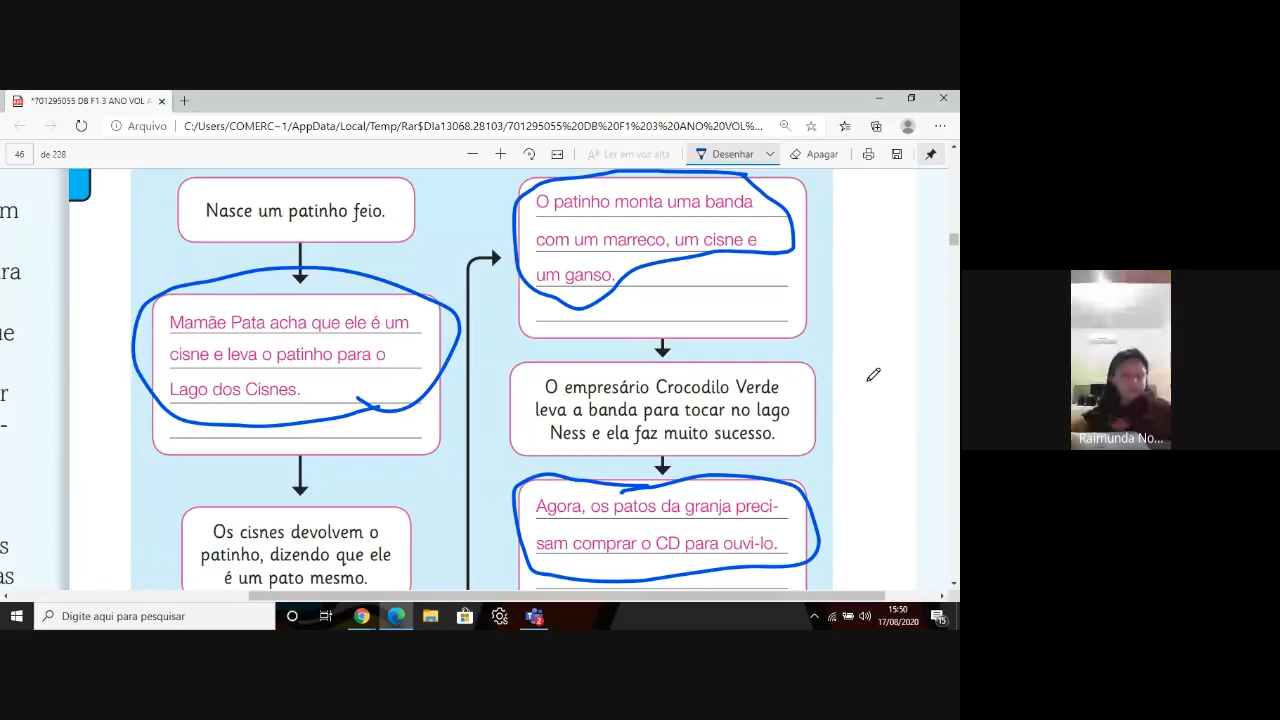 *701295055 DB F1 3 ANO VOL
Arquivo
C:/Users/COMERC~1/AppData/Local/Temp/Rar$DIa13068.28103/701295055%20DB%20F1%203%20ANO%20VOL%...
46
de 228
Ler em voz alta
Desenhar
Apagar
m
ra
ue
r
-
s
as
Nasce um patinho feio.
Mamãe Pata acha que ele é um
cisne e leva o patinho para o
Lago dos Cisnes.
Os cisnes devolvem o
patinho, dizendo que ele
é um pato mesmo.
O patinho monta uma banda
com um marreco, um cisne e
um ganso.
O empresário Crocodilo Verde
leva a banda para tocar no lago
Ness e ela faz muito sucesso.
Agora, os patos da granja preci-
sam comprar o CD para ouvi-lo.
Raimunda No...
Digite aqui para pesquisar
15:50
17/08/2020
15